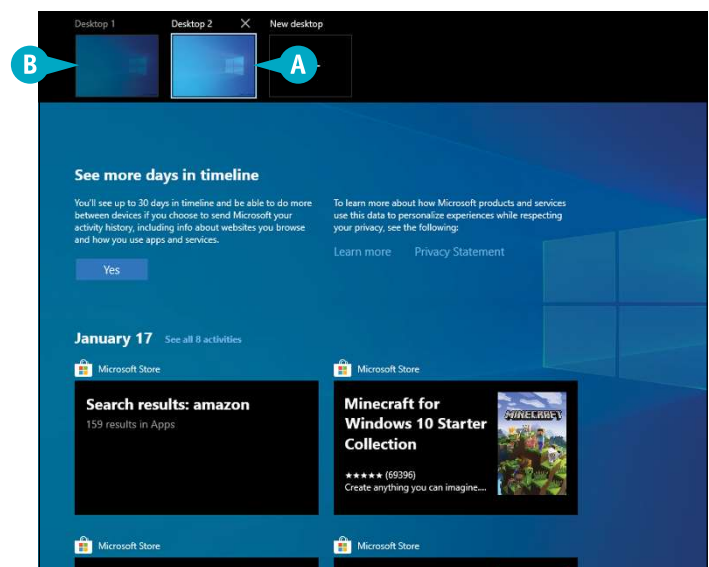 Desktop 1
Desktop 2
New desktop
B
A
See more days in timeline
You'll see up to 30 days in timeline and be able to do more
between devices if you choose to send Microsoft your
activity history, including info about websites you browse
and how you use apps and services.
Yes
To learn more about how Microsoft products and services
use this data to personalize experiences while respecting
your privacy, see the following:
Learn more
Privacy Statement
January 17
See all 8 activities
Microsoft Store
Search results: amazon
159 results in Apps
Microsoft Store
Minecraft for
Windows 10 Starter
Collection
★★★★★ (69396)
Create anything you can imagine....
MINECRAFT
Microsoft Store
Microsoft Store